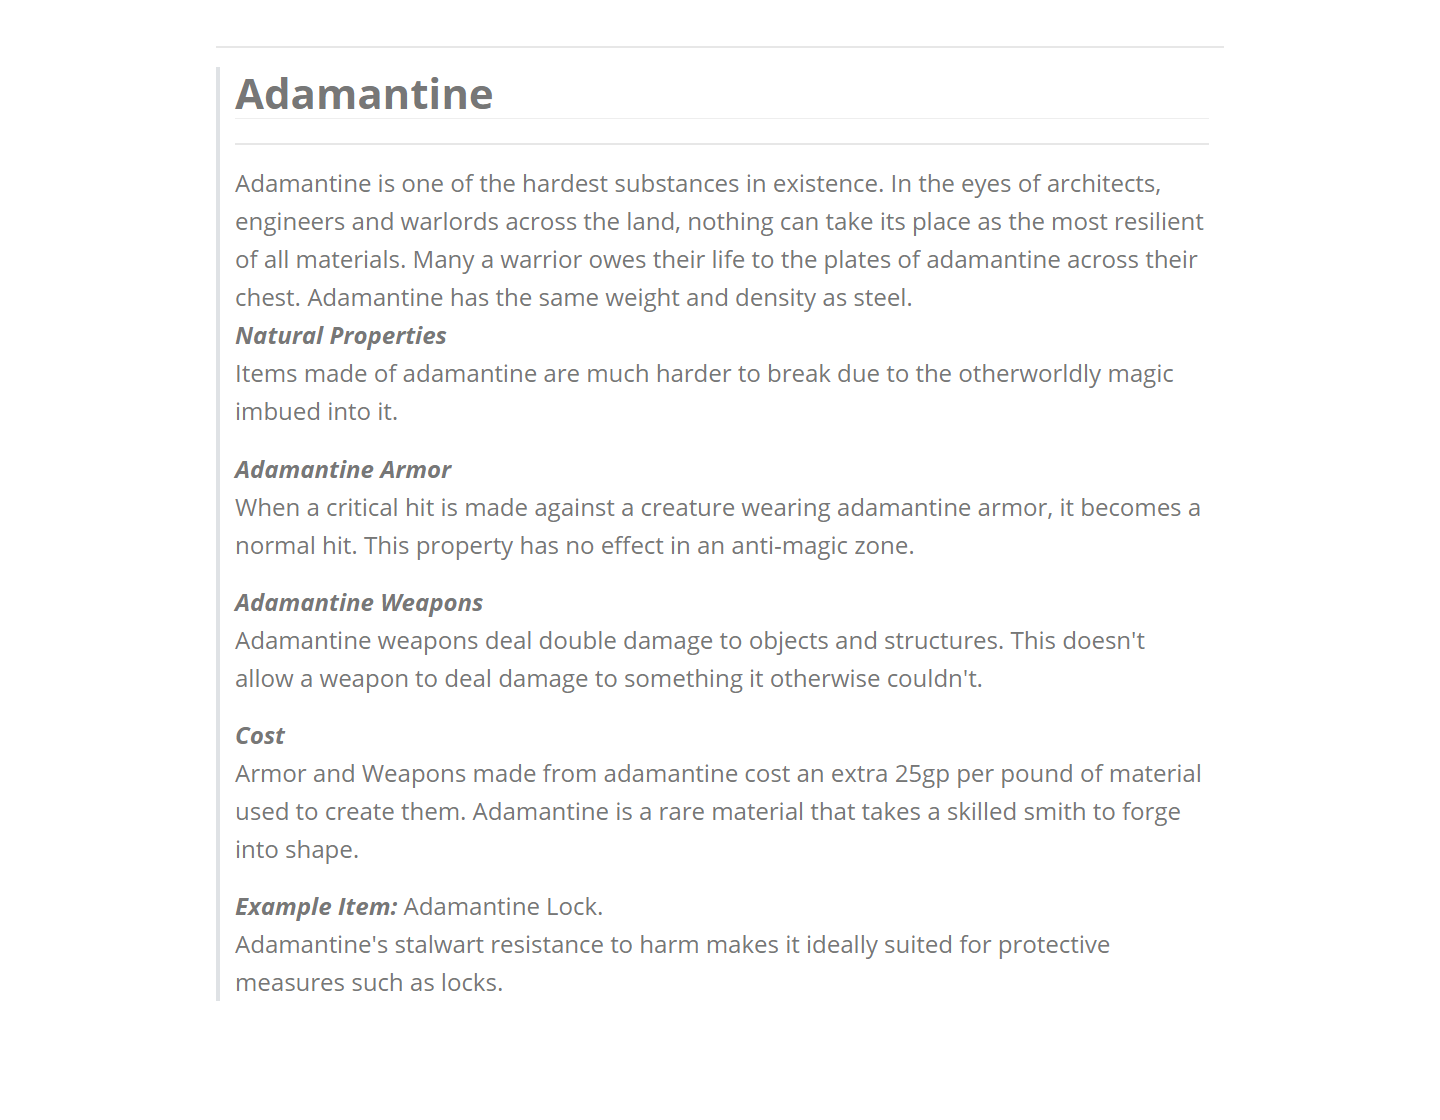 Adamantine
Adamantine is one of the hardest substances in existence. In the eyes of architects,
engineers and warlords across the land, nothing can take its place as the most resilient
of all materials. Many a warrior owes their life to the plates of adamantine across their
chest. Adamantine has the same weight and density as steel.
Natural Properties
Items made of adamantine are much harder to break due to the otherworldly magic
imbued into it.
Adamantine Armor
When a critical hit is made against a creature wearing adamantine armor, it becomes a
normal hit. This property has no effect in an anti-magic zone.
Adamantine Weapons
Adamantine weapons deal double damage to objects and structures. This doesn't
allow a weapon to deal damage to something it otherwise couldn't.
Cost
Armor and Weapons made from adamantine cost an extra 25gp per pound of material
used to create them. Adamantine is a rare material that takes a skilled smith to forge
into shape.
Example Item: Adamantine Lock.
Adamantine's stalwart resistance to harm makes it ideally suited for protective
measures such as locks.